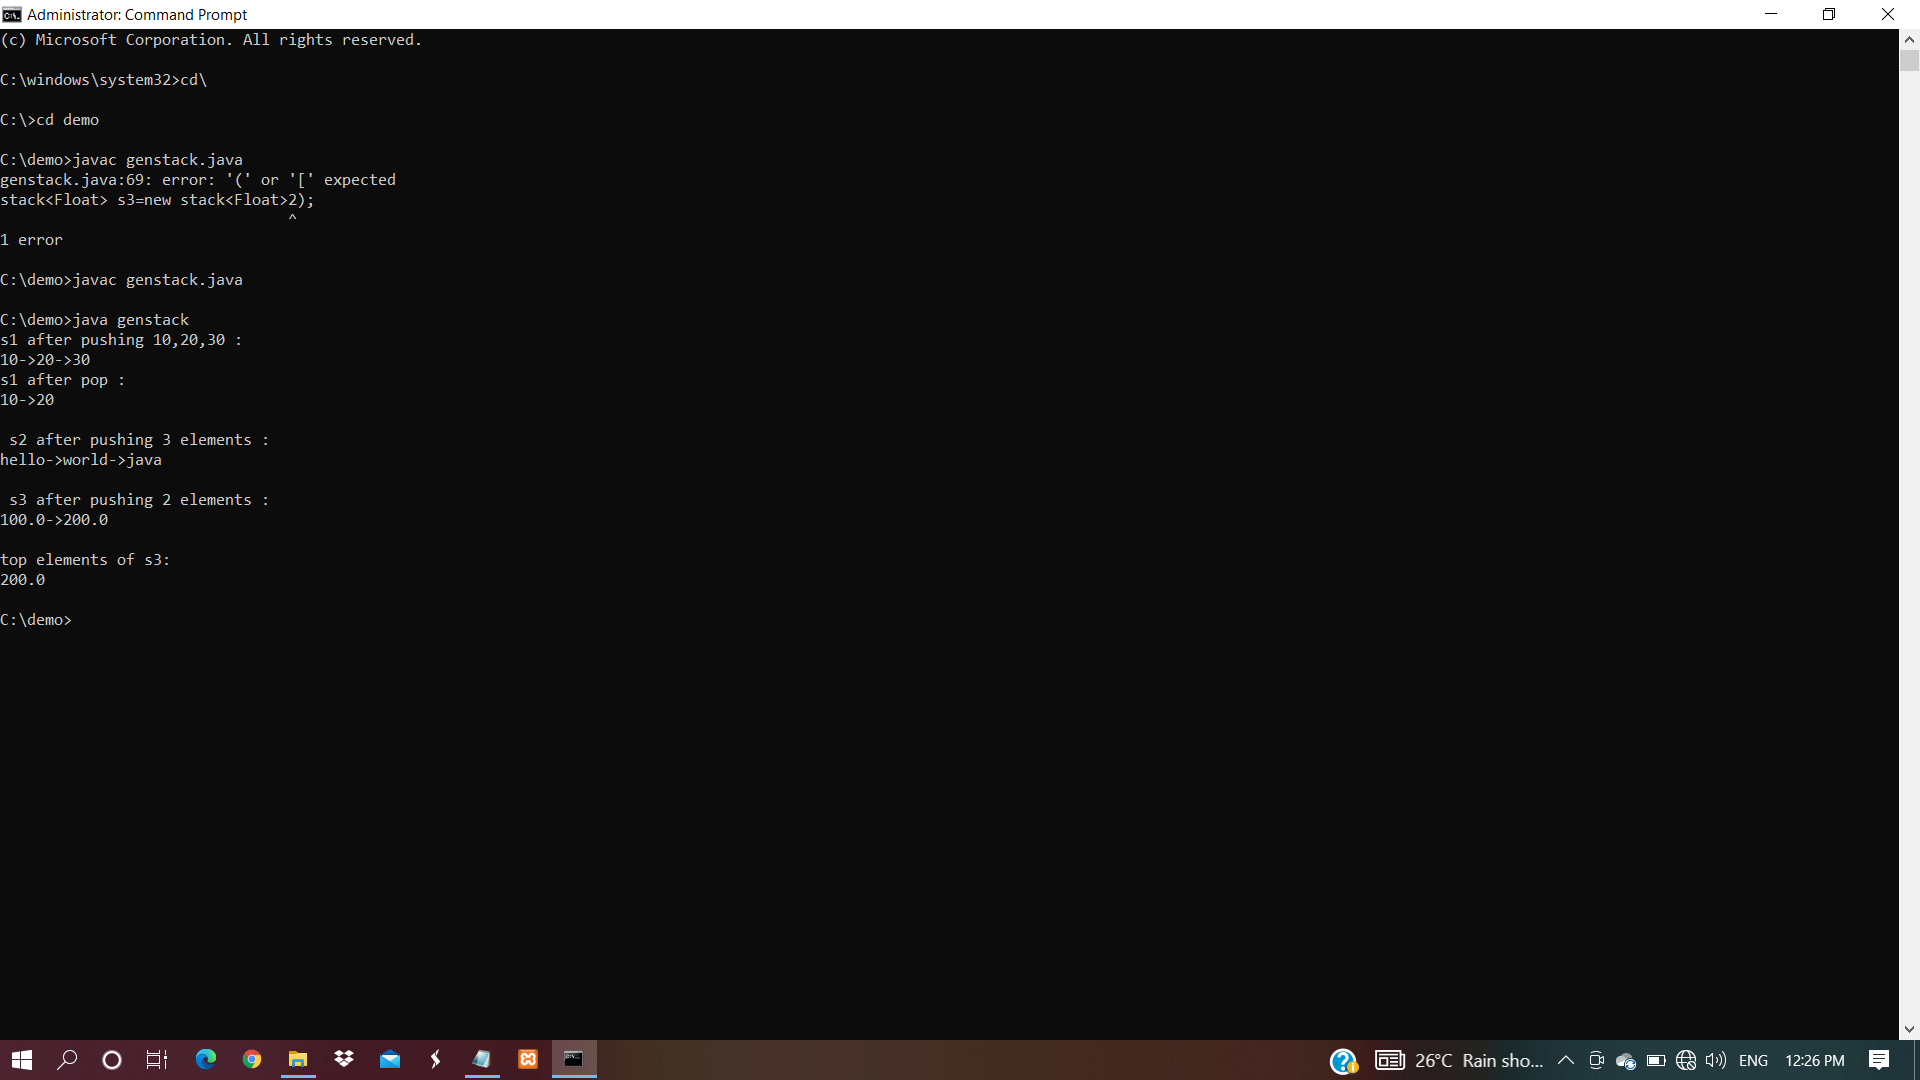 Administrator: Command Prompt
(c) Microsoft Corporation. All rights reserved.
C:\windows\system32>cd\
C:\>cd demo
C:\demo>javac genstack.java
genstack.java:69: error: '(' or '[' expected
stack<Float> s3=new stack<Float>2);
^
1 error
C:\demo>javac genstack.java
C:\demo>java genstack
s1 after pushing 10,20,30 :
10->20->30
s1 after pop :
10->20
s2 after pushing 3 elements :
hello->world->java
s3 after pushing 2 elements :
100.0->200.0
top elements of s3:
200.0
C:\demo>
26°C Rain sho... ENG 12:26 PM